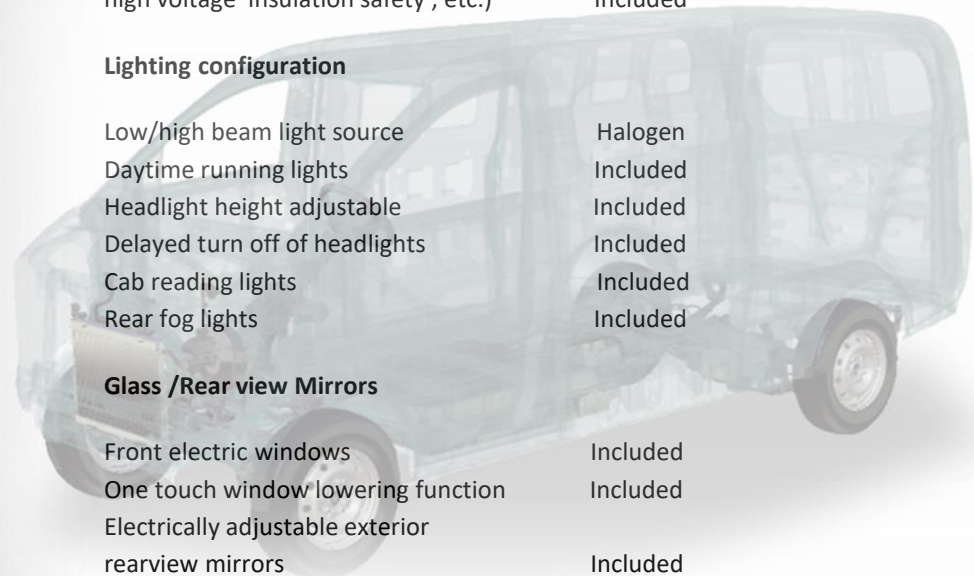 high voltage insulation safety , etc.) Included
Lighting configuration
Low/high beam light source Halogen
Daytime running lights Included
Headlight height adjustable Included
Delayed turn off of headlights Included
Cab reading lights Included
Rear fog lights Included
Glass /Rear view Mirrors
Front electric windows Included
One touch window lowering function Included
Electrically adjustable exterior
rearview mirrors Included